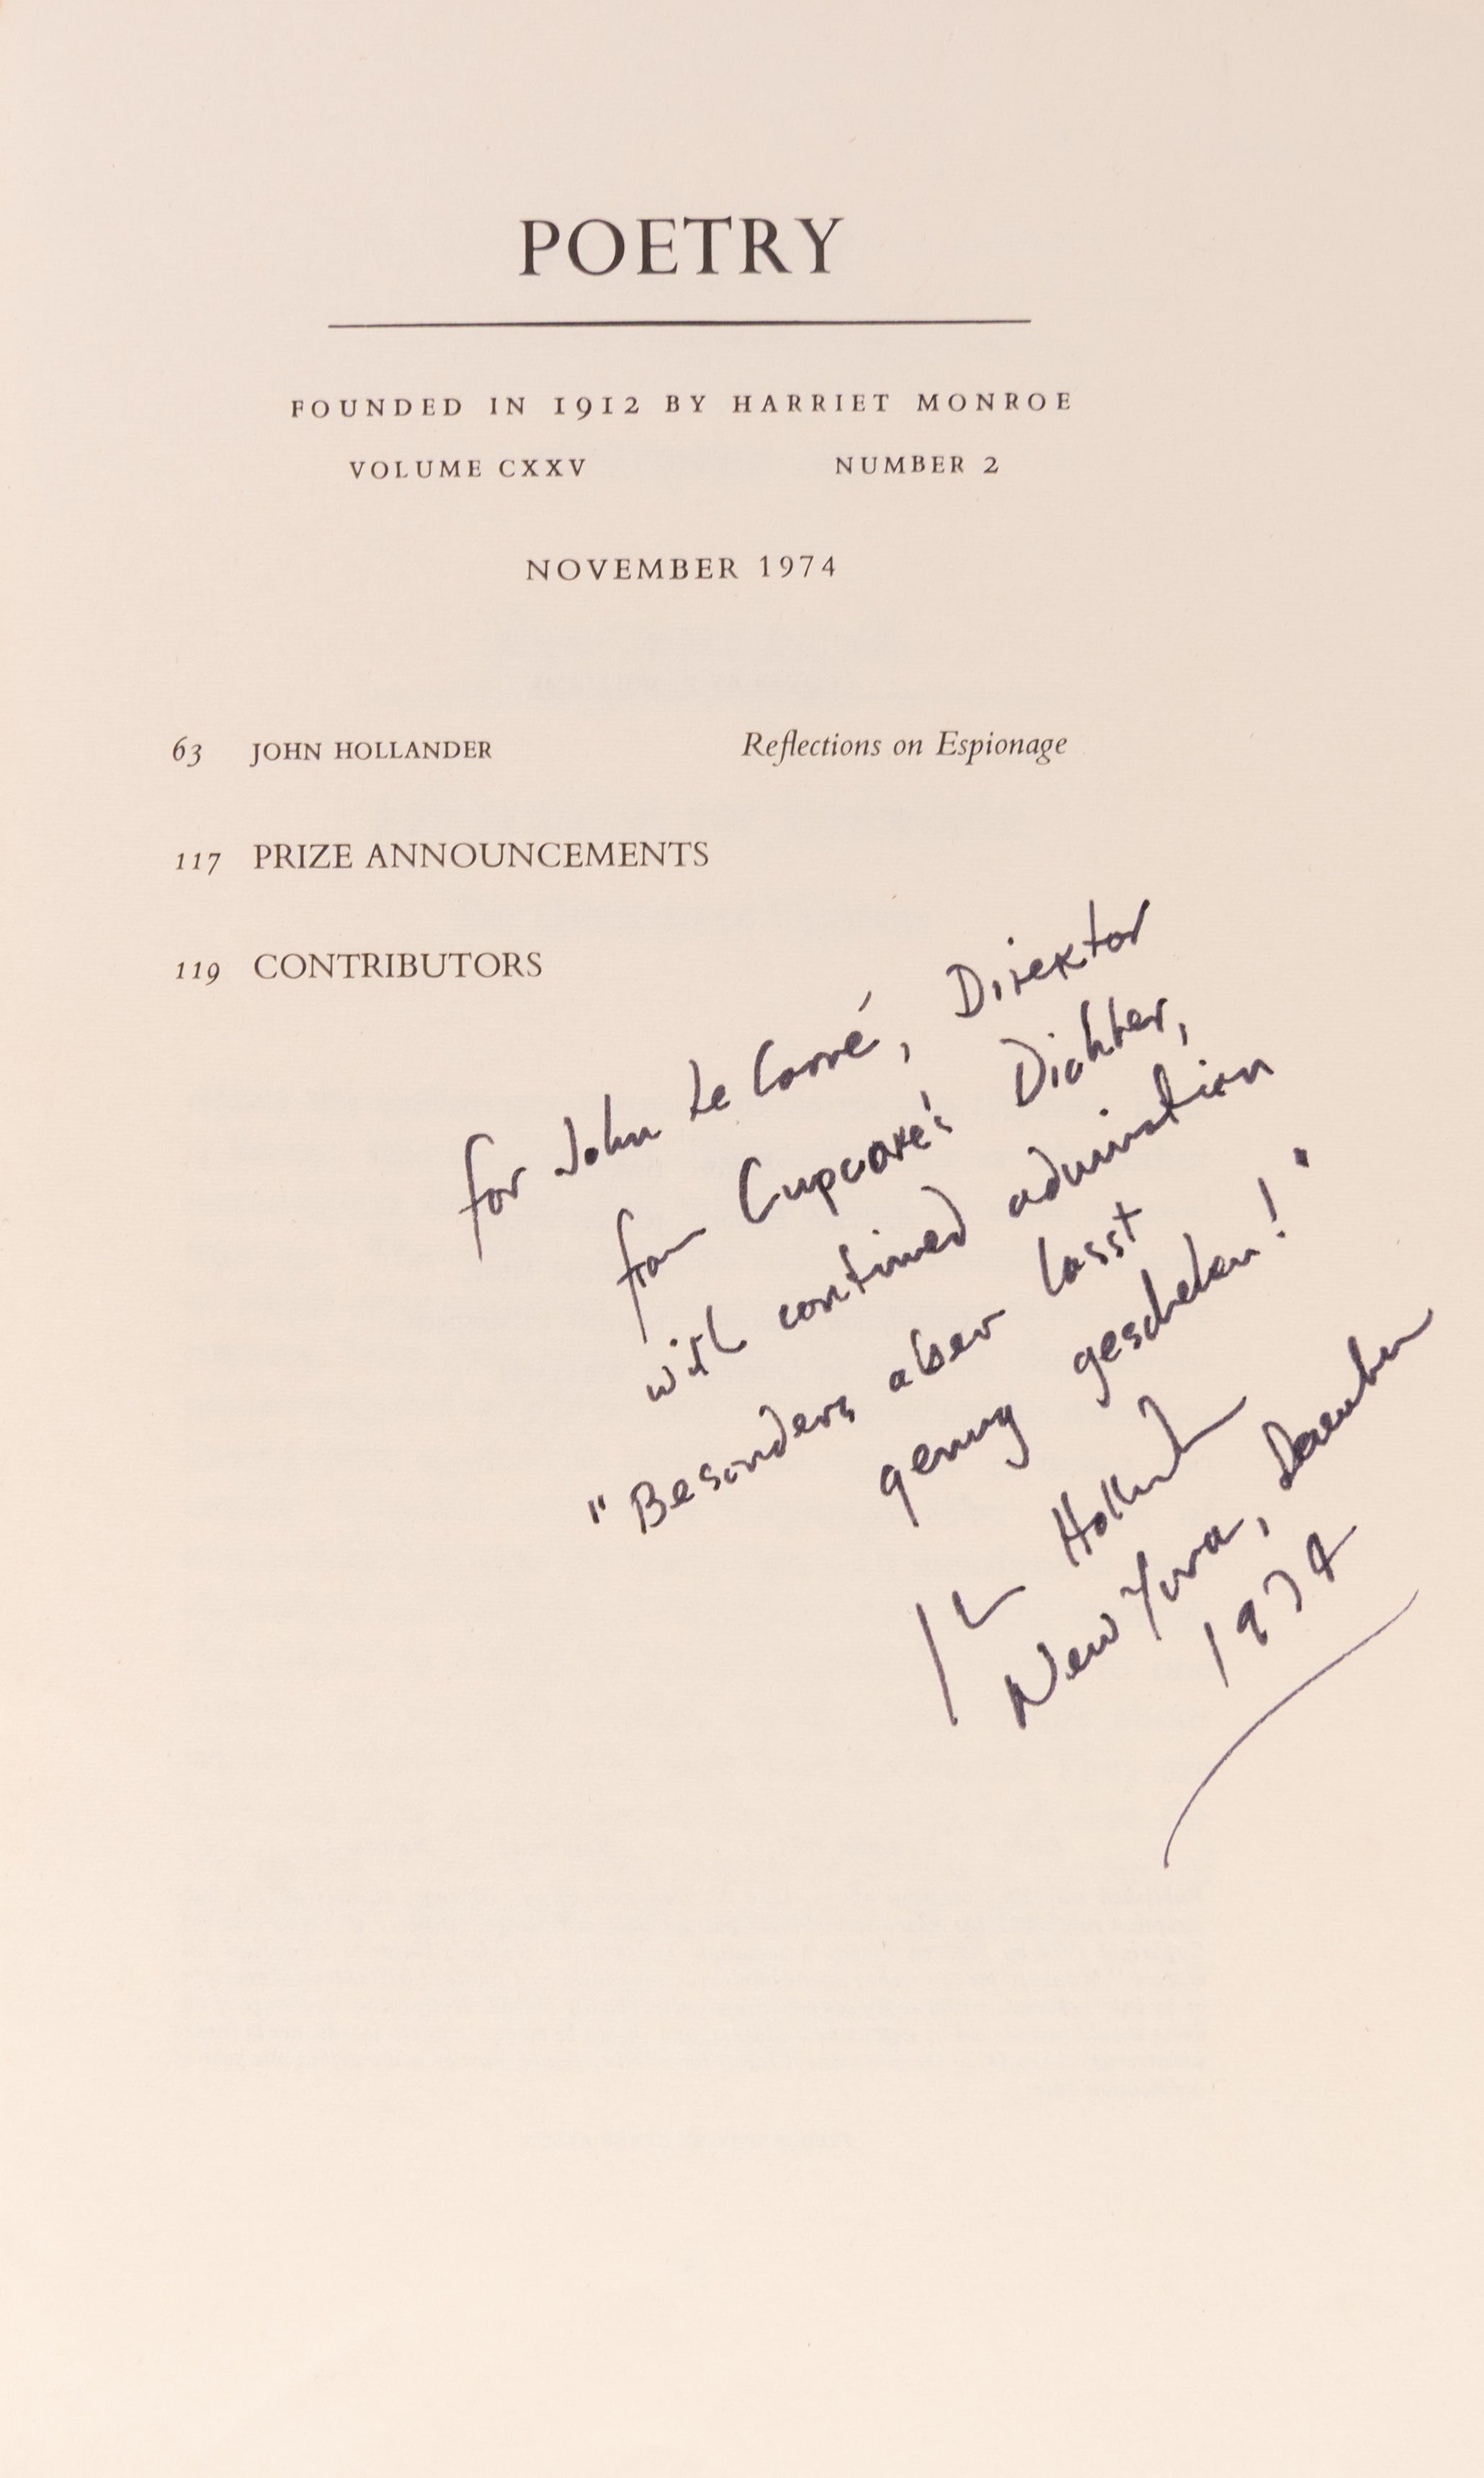 POETRY
FOUNDED IN 1912 BY HARRIET MONROE
VOLUME CXXV NUMBER 2
NOVEMBER 1974
63 JOHN HOLLANDER Reflections on Espionage
117 PRIZE ANNOUNCEMENTS
119 CONTRIBUTORS
for John Le Carré, Direktor
from Cupcake's Dichter,
with continued admiration
"Besonders aber lasst
genug geschehen!"
John Hollander
New York, December
1974